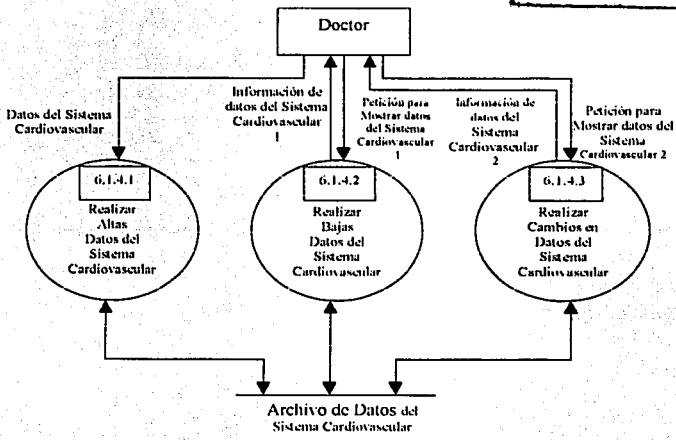 Doctor
Datos del Sistema
Cardiovascular
Información de
datos del Sistema
Cardiovascular
1
Petición para
Mostrar datos
del Sistema
Cardiovascular
1
Información de
datos del
Sistema
Cardiovascular
2
Petición para
Mostrar datos del
Sistema
Cardiovascular 2
6.1.4.1
Realizar
Altas
Datos del
Sistema
Cardiovascular
6.1.4.2
Realizar
Bajas
Datos del
Sistema
Cardiovascular
6.1.4.3
Realizar
Cambios en
Datos del
Sistema
Cardiovascular
Archivo de Datos del
Sistema Cardiovascular